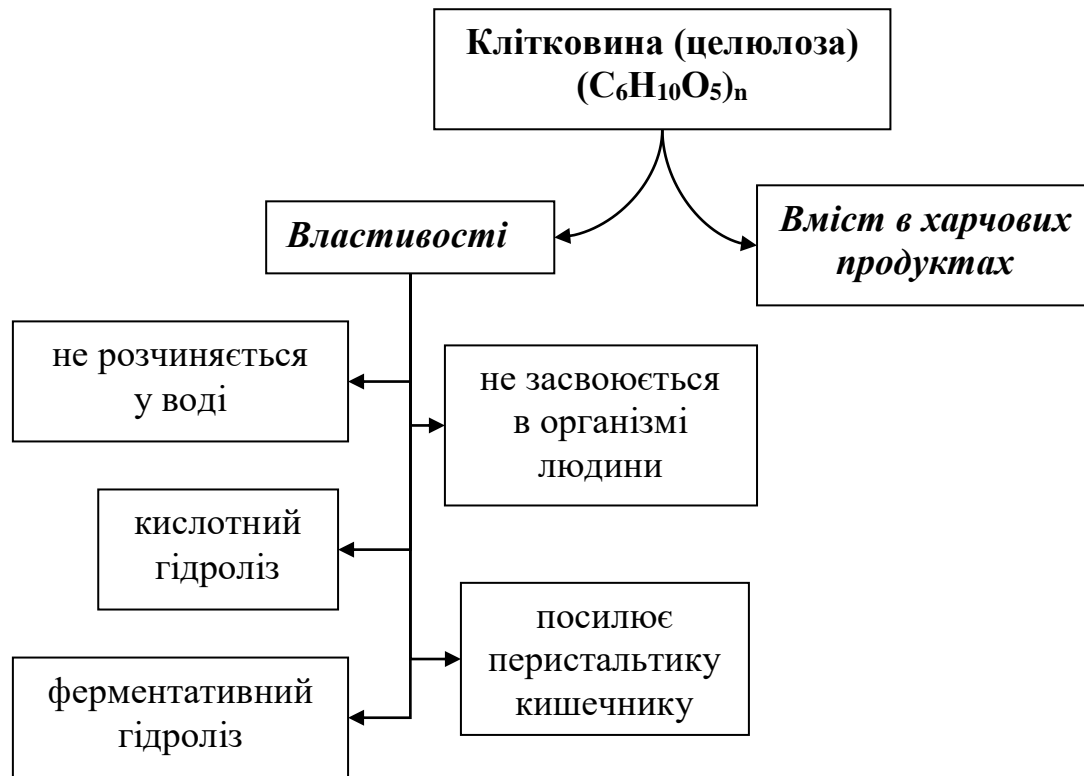 Клітковина (целюлоза)
(C₆H₁₀O₅)ₙ
Властивості
Вміст в харчових
продуктах
не розчиняється
у воді
не засвоюється
в організмі
людини
кислотний
гідроліз
посилює
перистальтику
кишечнику
ферментативний
гідроліз